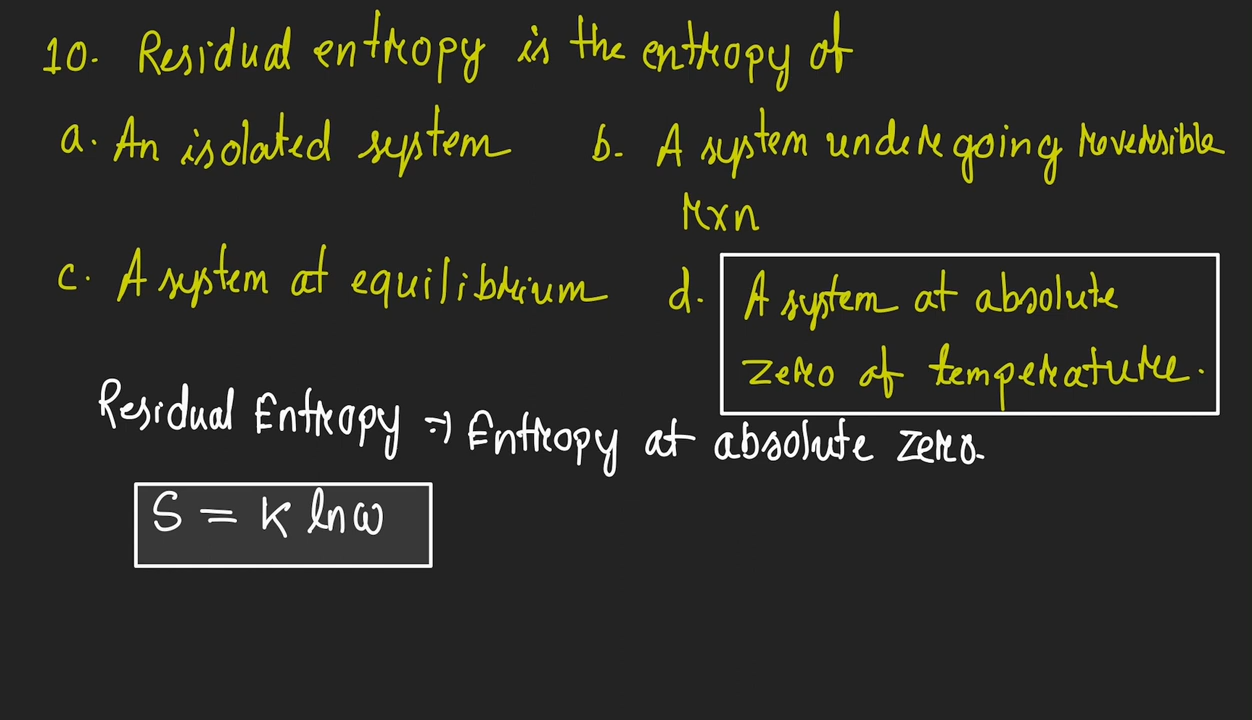 10. Residual entropy is the entropy of
a. An isolated system b. A system undergoing reversible
rxn
c. A system at equilibrium d. A system at absolute
zero of temperature.
Residual Entropy => Entropy at absolute zero.
S = K ln ω